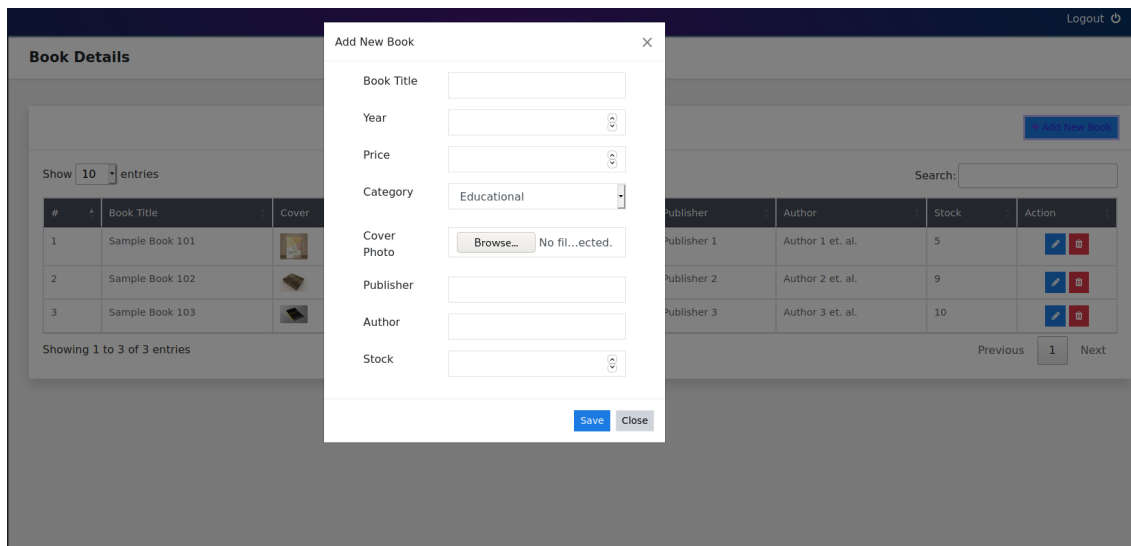 Logout
Book Details
Add New Book ×
+ Add New Book
Book Title
Year
Price
Category Educational
Cover Photo Browse... No fil...ected.
Publisher
Author
Stock
Save Close
Show 10 entries
Search:
# Book Title Cover Publisher Author Stock Action
1 Sample Book 101 Publisher 1 Author 1 et. al. 5
2 Sample Book 102 Publisher 2 Author 2 et. al. 9
3 Sample Book 103 Publisher 3 Author 3 et. al. 10
Showing 1 to 3 of 3 entries
Previous 1 Next